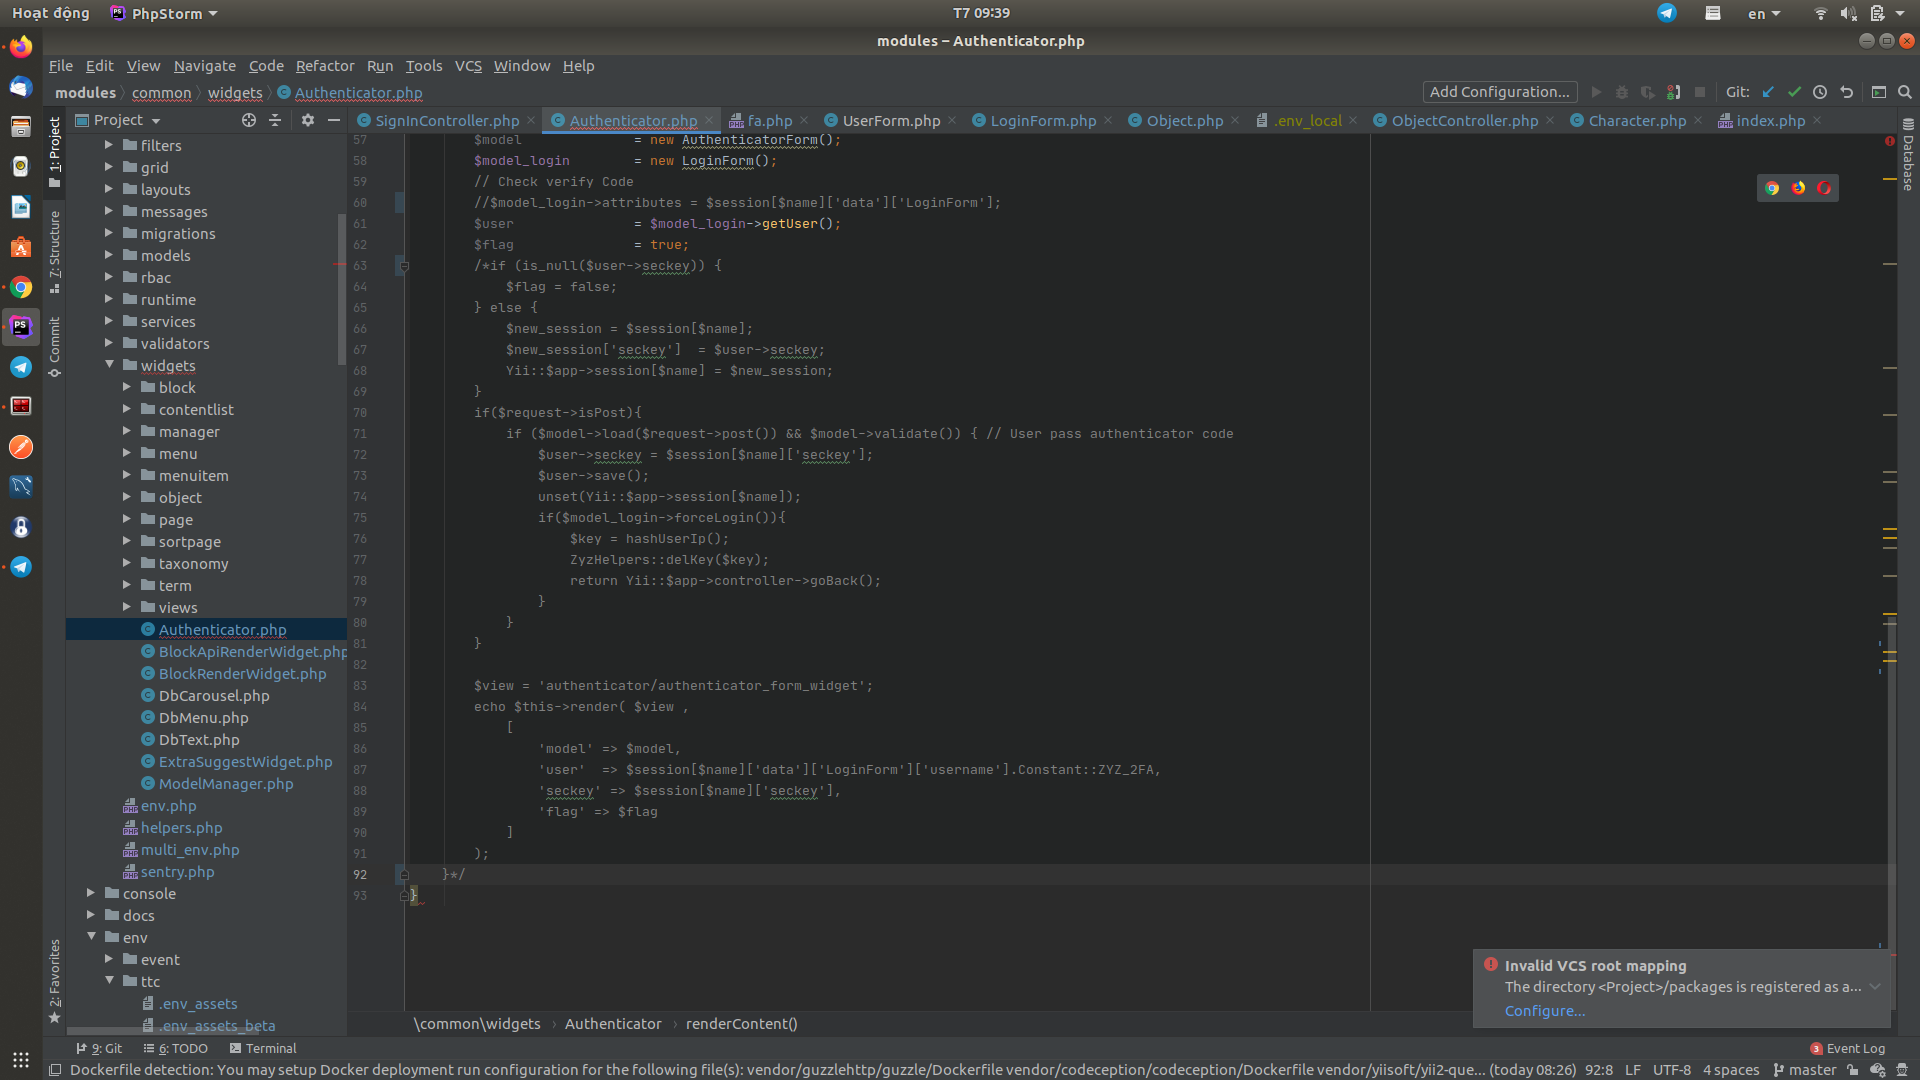 Hoạt động PhpStorm T7 09:39 en
modules – Authenticator.php
File Edit View Navigate Code Refactor Run Tools VCS Window Help
modules common widgets Authenticator.php Add Configuration... Git:
Project SignInController.php Authenticator.php fa.php UserForm.php LoginForm.php Object.php .env_local ObjectController.php Character.php index.php
1: Project
7: Structure
Commit
2: Favorites
Database
filters
grid
layouts
messages
migrations
models
rbac
runtime
services
validators
widgets
block
contentlist
manager
menu
menuitem
object
page
sortpage
taxonomy
term
views
Authenticator.php
BlockApiRenderWidget.php
BlockRenderWidget.php
DbCarousel.php
DbMenu.php
DbText.php
ExtraSuggestWidget.php
ModelManager.php
env.php
helpers.php
multi_env.php
sentry.php
console
docs
env
event
ttc
.env_assets
.env_assets_beta
57 $model = new AuthenticatorForm();
58 $model_login = new LoginForm();
59 // Check verify Code
60 //$model_login->attributes = $session[$name]['data']['LoginForm'];
61 $user = $model_login->getUser();
62 $flag = true;
63 /*if (is_null($user->seckey)) {
64 $flag = false;
65 } else {
66 $new_session = $session[$name];
67 $new_session['seckey'] = $user->seckey;
68 Yii::$app->session[$name] = $new_session;
69 }
70 if($request->isPost){
71 if ($model->load($request->post()) && $model->validate()) { // User pass authenticator code
72 $user->seckey = $session[$name]['seckey'];
73 $user->save();
74 unset(Yii::$app->session[$name]);
75 if($model_login->forceLogin()){
76 $key = hashUserIp();
77 ZyzHelpers::delKey($key);
78 return Yii::$app->controller->goBack();
79 }
80 }
81 }
82
83 $view = 'authenticator/authenticator_form_widget';
84 echo $this->render( $view ,
85 [
86 'model' => $model,
87 'user' => $session[$name]['data']['LoginForm']['username'].Constant::ZYZ_2FA,
88 'seckey' => $session[$name]['seckey'],
89 'flag' => $flag
90 ]
91 );
92 }*/
93 }
Invalid VCS root mapping
The directory <Project>/packages is registered as a...
Configure...
\common\widgets › Authenticator › renderContent()
9: Git 6: TODO Terminal 3 Event Log
Dockerfile detection: You may setup Docker deployment run configuration for the following file(s): vendor/guzzlehttp/guzzle/Dockerfile vendor/codeception/codeception/Dockerfile vendor/yiisoft/yii2-que... (today 08:26) 92:8 LF UTF-8 4 spaces master